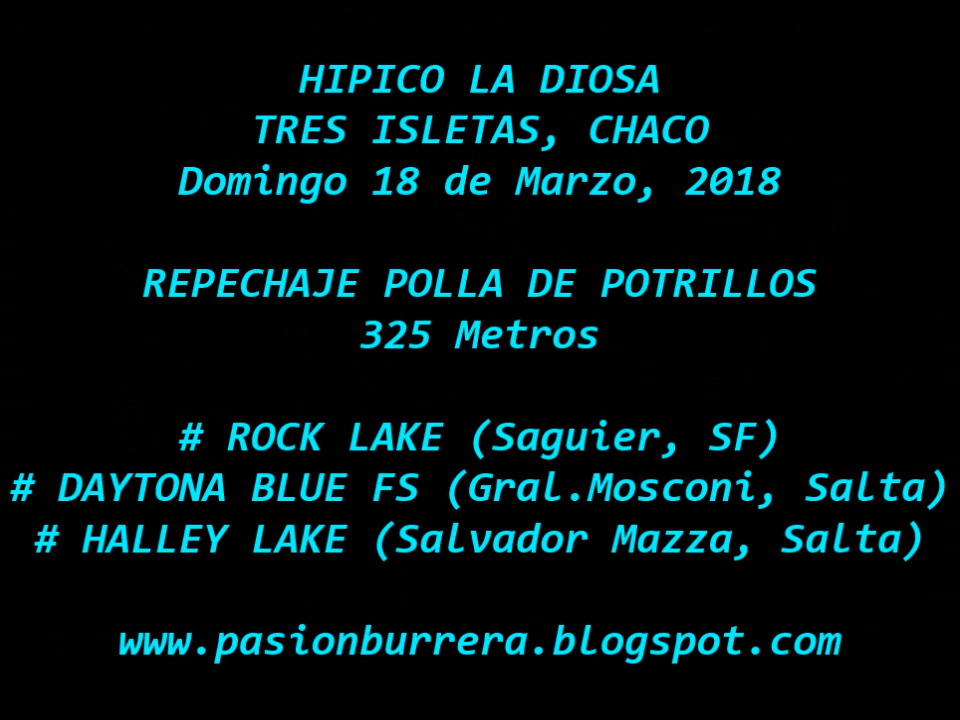 HIPICO LA DIOSA
TRES ISLETAS, CHACO
Domingo 18 de Marzo, 2018
REPECHAJE POLLA DE POTRILLOS
325 Metros
# ROCK LAKE (Saguier, SF)
# DAYTONA BLUE FS (Gral.Mosconi, Salta)
# HALLEY LAKE (Salvador Mazza, Salta)
www.pasionburrera.blogspot.com